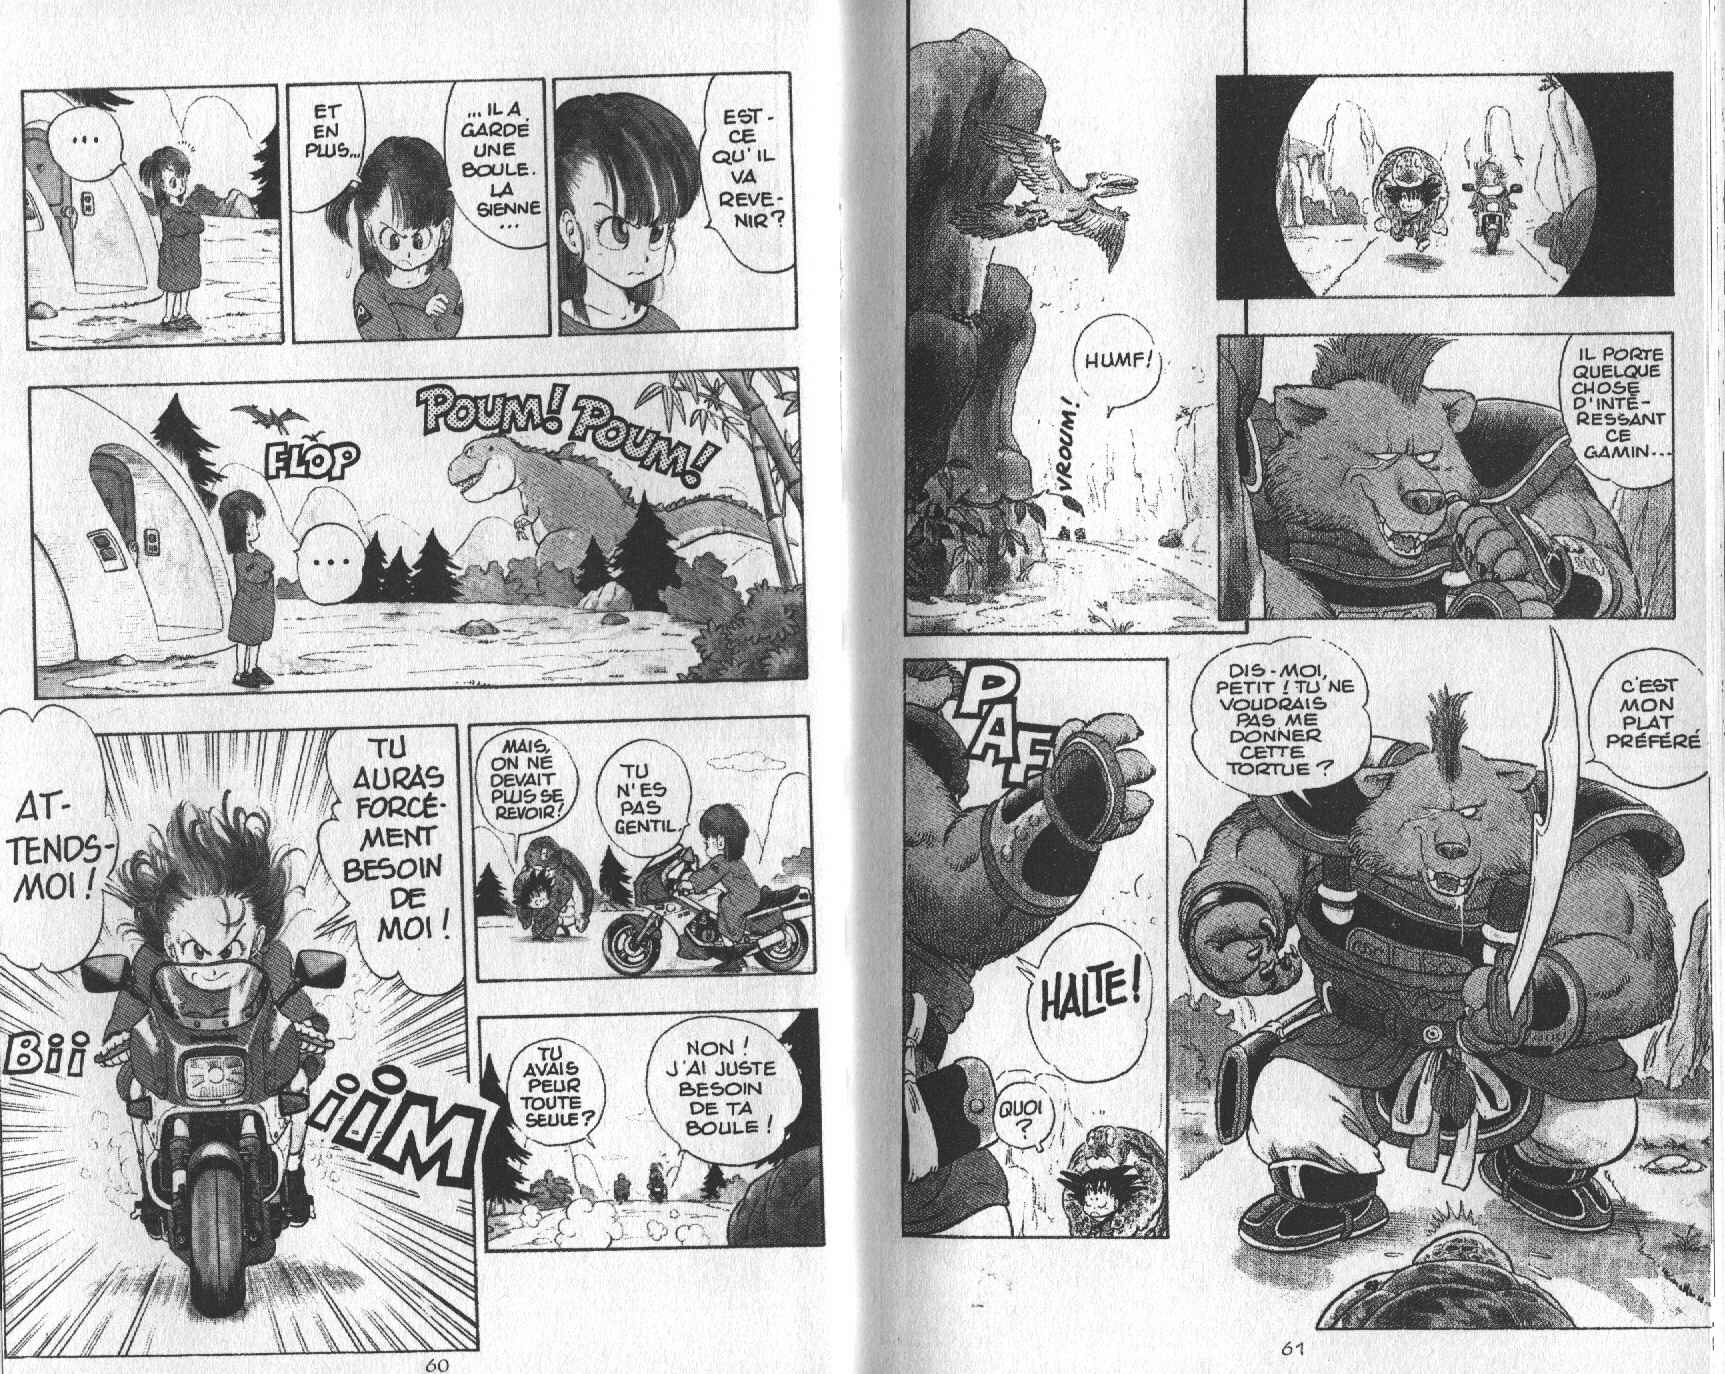 ...
ET
EN
PLUS...
...IL A
GARDÉ
UNE
BOULE.
LA
SIENNE
...
EST-
CE
QU'IL
VA
REVE-
NIR?
FLOP
...
POUM! POUM!
AT-
TENDS-
MOI!
TU
AURAS
FORCÉ-
MENT
BESOIN
DE
MOI!
Bii
iiiM
MAIS,
ON NE
DEVAIT
PLUS SE
REVOIR!
TU
N'ES
PAS
GENTIL.
TU
AVAIS
PEUR
TOUTE
SEULE?
NON!
J'AI JUSTE
BESOIN
DE TA
BOULE!
60
HUMF!
VROUM!
IL PORTE
QUELQUE
CHOSE
D'INTÉ-
RESSANT
CE
GAMIN...
PAF!
HALTE!
QUOI
?
DIS-MOI,
PETIT! TU NE
VOUDRAIS
PAS ME
DONNER
CETTE
TORTUE?
C'EST
MON
PLAT
PRÉFÉRÉ
61